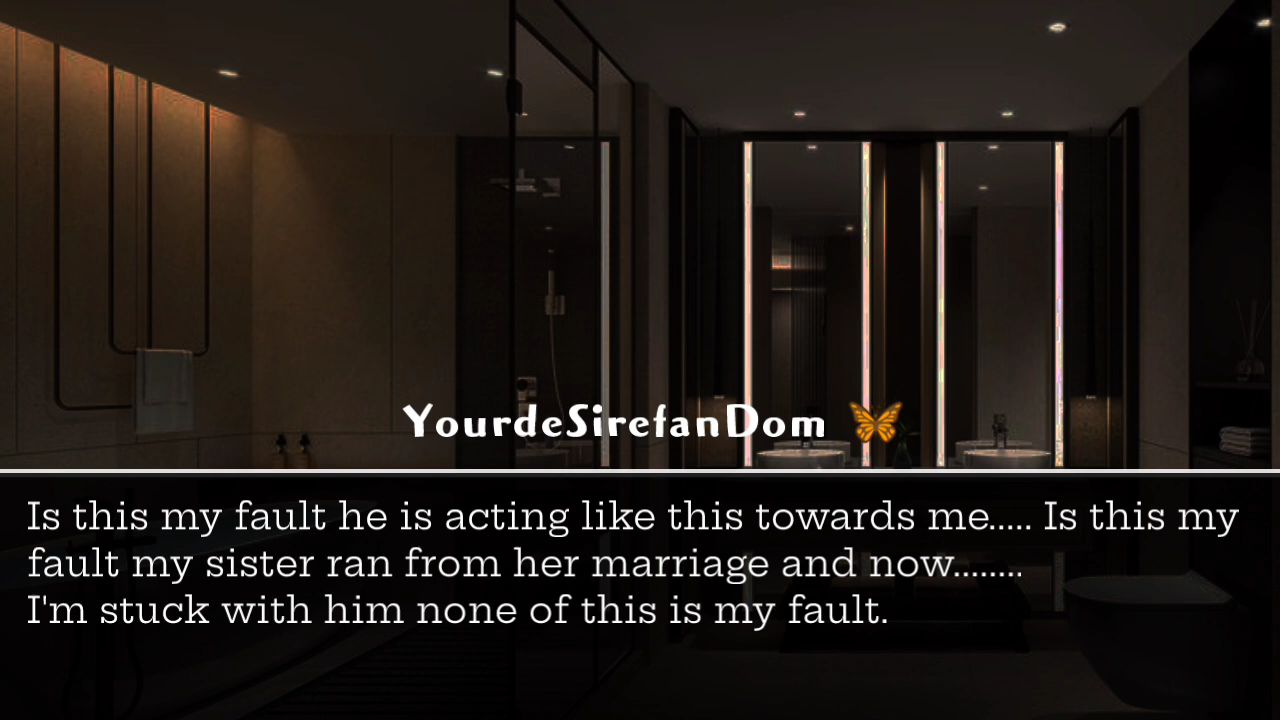 YourdeSirefanDom 🦋
Is this my fault he is acting like this towards me..... Is this my
fault my sister ran from her marriage and now........
I'm stuck with him none of this is my fault.